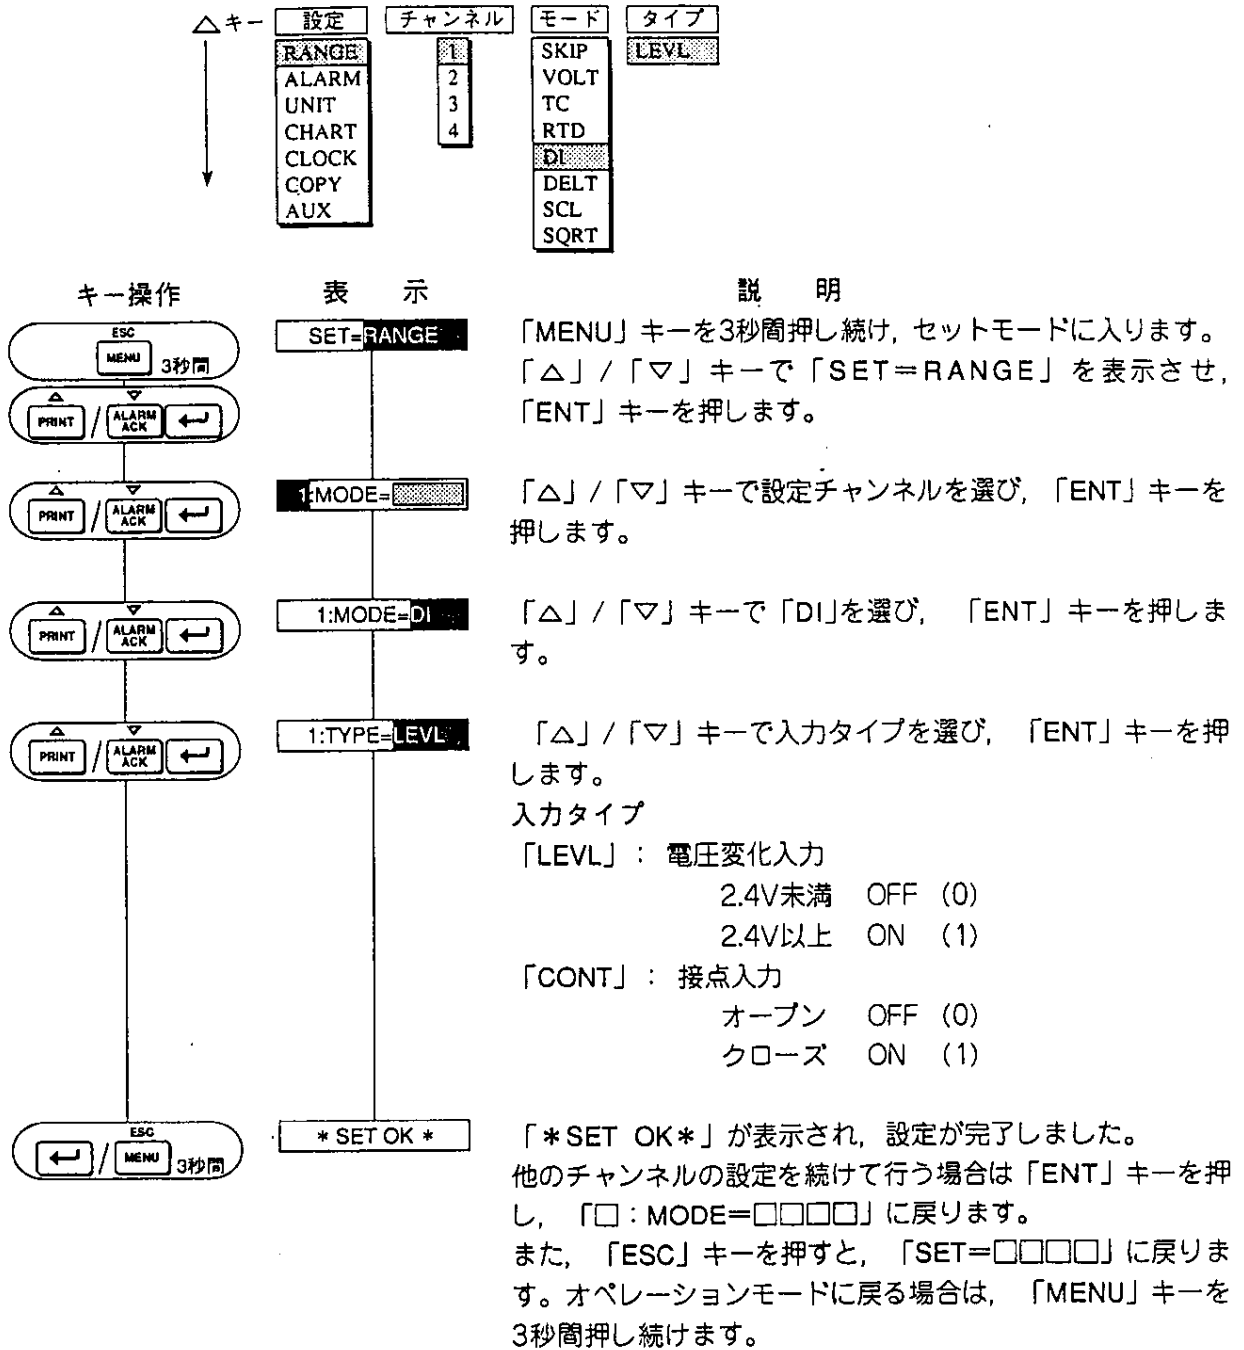 △キー 設定 チャンネル モード タイプ
RANGE 1 SKIP LEVL
ALARM 2 VOLT
UNIT 3 TC
CHART 4 RTD
CLOCK DI
COPY DELT
AUX SCL
SQRT
キー操作 表 示 説 明
ESC
MENU 3秒間
SET=RANGE
「MENU」キーを3秒間押し続け,セットモードに入ります。
△ ▽
PRINT / ALARM ACK ↵
「△」/「▽」キーで「SET=RANGE」を表示させ,
「ENT」キーを押します。
△ ▽
PRINT / ALARM ACK ↵
1:MODE=
「△」/「▽」キーで設定チャンネルを選び,「ENT」キーを
押します。
△ ▽
PRINT / ALARM ACK ↵
1:MODE=DI
「△」/「▽」キーで「DI」を選び, 「ENT」キーを押しま
す。
△ ▽
PRINT / ALARM ACK ↵
1:TYPE=LEVL
「△」/「▽」キーで入力タイプを選び, 「ENT」キーを押
します。
入力タイプ
「LEVL」: 電圧変化入力
2.4V未満 OFF (0)
2.4V以上 ON (1)
「CONT」: 接点入力
オープン OFF (0)
クローズ ON (1)
ESC
↵ / MENU 3秒間
*SET OK *
「*SET OK*」が表示され,設定が完了しました。
他のチャンネルの設定を続けて行う場合は「ENT」キーを押
し, 「□:MODE=□□□□」に戻ります。
また, 「ESC」キーを押すと, 「SET=□□□□」に戻りま
す。オペレーションモードに戻る場合は, 「MENU」キーを
3秒間押し続けます。